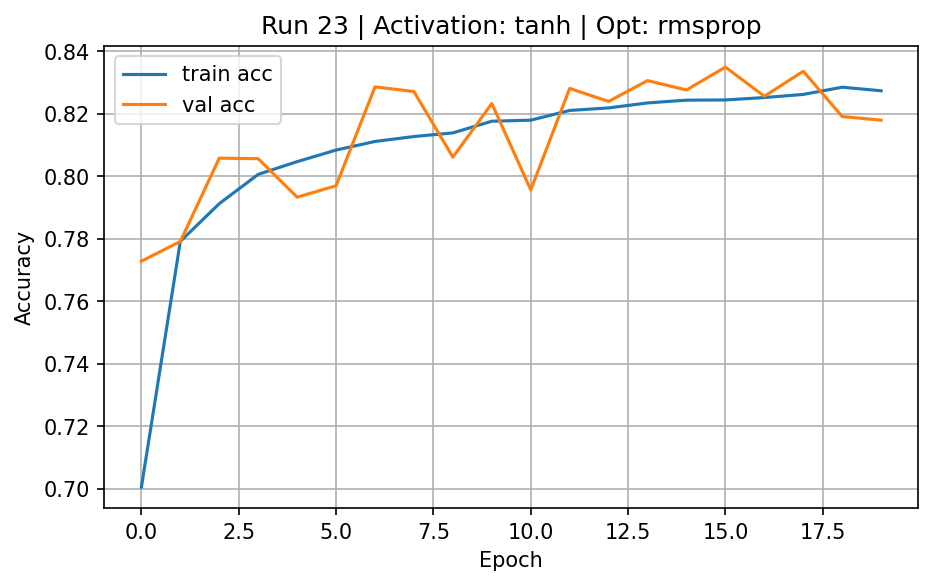 Run 23 | Activation: tanh | Opt: rmsprop
train acc
val acc
Accuracy
0.84
0.82
0.80
0.78
0.76
0.74
0.72
0.70
0.0 2.5 5.0 7.5 10.0 12.5 15.0 17.5
Epoch